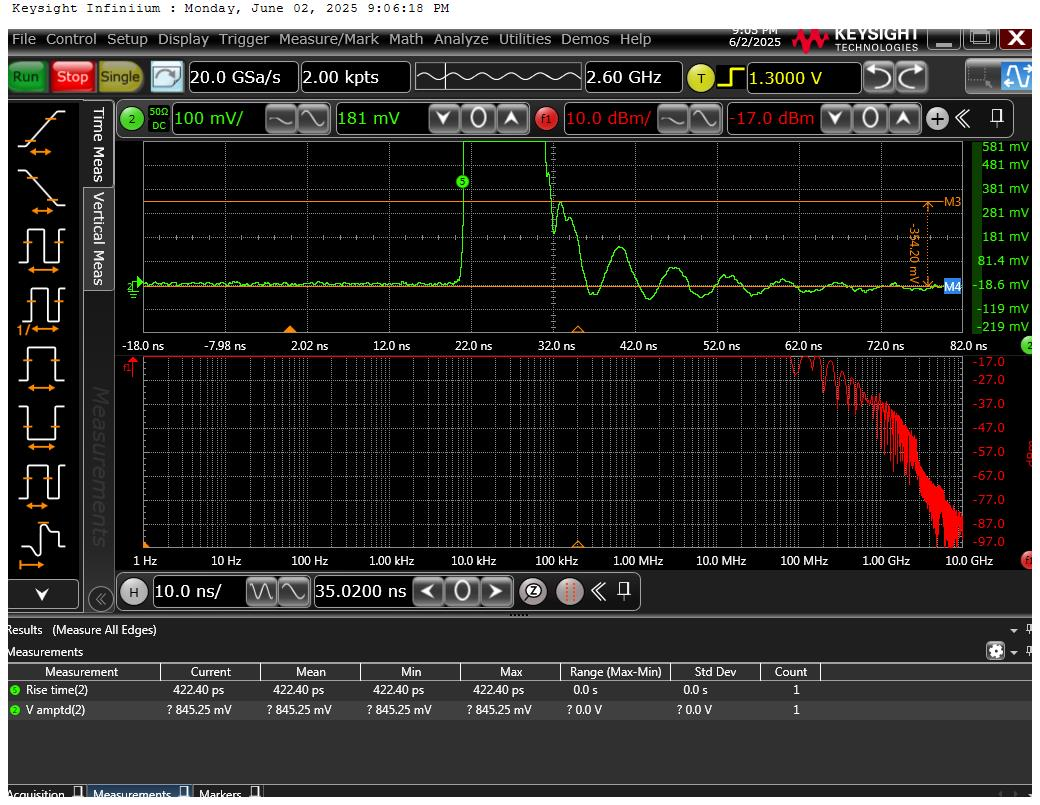 Keysight Infiniium : Monday, June 02, 2025 9:06:18 PM
File Control Setup Display Trigger Measure/Mark Math Analyze Utilities Demos Help
9:05 PM
6/2/2025
KEYSIGHT
TECHNOLOGIES
X
Run Stop Single 20.0 GSa/s 2.00 kpts 2.60 GHz T 1.3000 V
2 50Ω DC 100 mV/ 181 mV 0 f1 10.0 dBm/ -17.0 dBm 0 +
Time Meas
Vertical Meas
Measurements
1/
5
581 mV
481 mV
381 mV
281 mV
181 mV
81.4 mV
-18.6 mV
-119 mV
-219 mV
M3
-354.20 mV
M4
2
-18.0 ns -7.98 ns 2.02 ns 12.0 ns 22.0 ns 32.0 ns 42.0 ns 52.0 ns 62.0 ns 72.0 ns 82.0 ns
2
f1
-17.0
-27.0
-37.0
-47.0
-57.0
-67.0
-77.0
-87.0
-97.0
dBm
1 Hz 10 Hz 100 Hz 1.00 kHz 10.0 kHz 100 kHz 1.00 MHz 10.0 MHz 100 MHz 1.00 GHz 10.0 GHz
f1
H 10.0 ns/ 35.0200 ns 0 Z
Results (Measure All Edges)
Measurements
Measurement Current Mean Min Max Range (Max-Min) Std Dev Count
5 Rise time(2) 422.40 ps 422.40 ps 422.40 ps 422.40 ps 0.0 s 0.0 s 1
2 V amptd(2) ? 845.25 mV ? 845.25 mV ? 845.25 mV ? 845.25 mV ? 0.0 V ? 0.0 V 1
Acquisition Measurements Markers